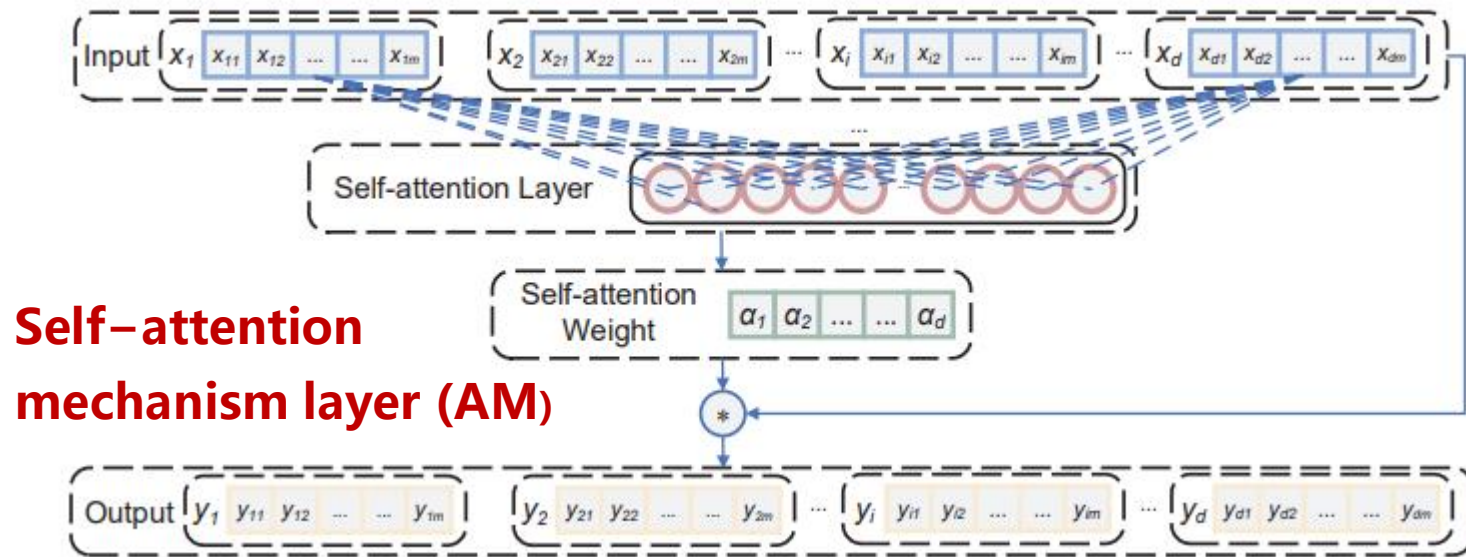 Input x1 x11 x12 ... ... x1m x2 x21 x22 ... ... x2m ... xi xi1 xi2 ... ... xim ... xd xd1 xd2 ... ... xdm
...
Self-attention Layer ...
Self-attention
Weight
α1 α2 ... ... αd
Self-attention
mechanism layer (AM)
*
Output y1 y11 y12 ... ... y1m y2 y21 y22 ... ... y2m ... yi yi1 yi2 ... ... yim ... yd yd1 yd2 ... ... ydm